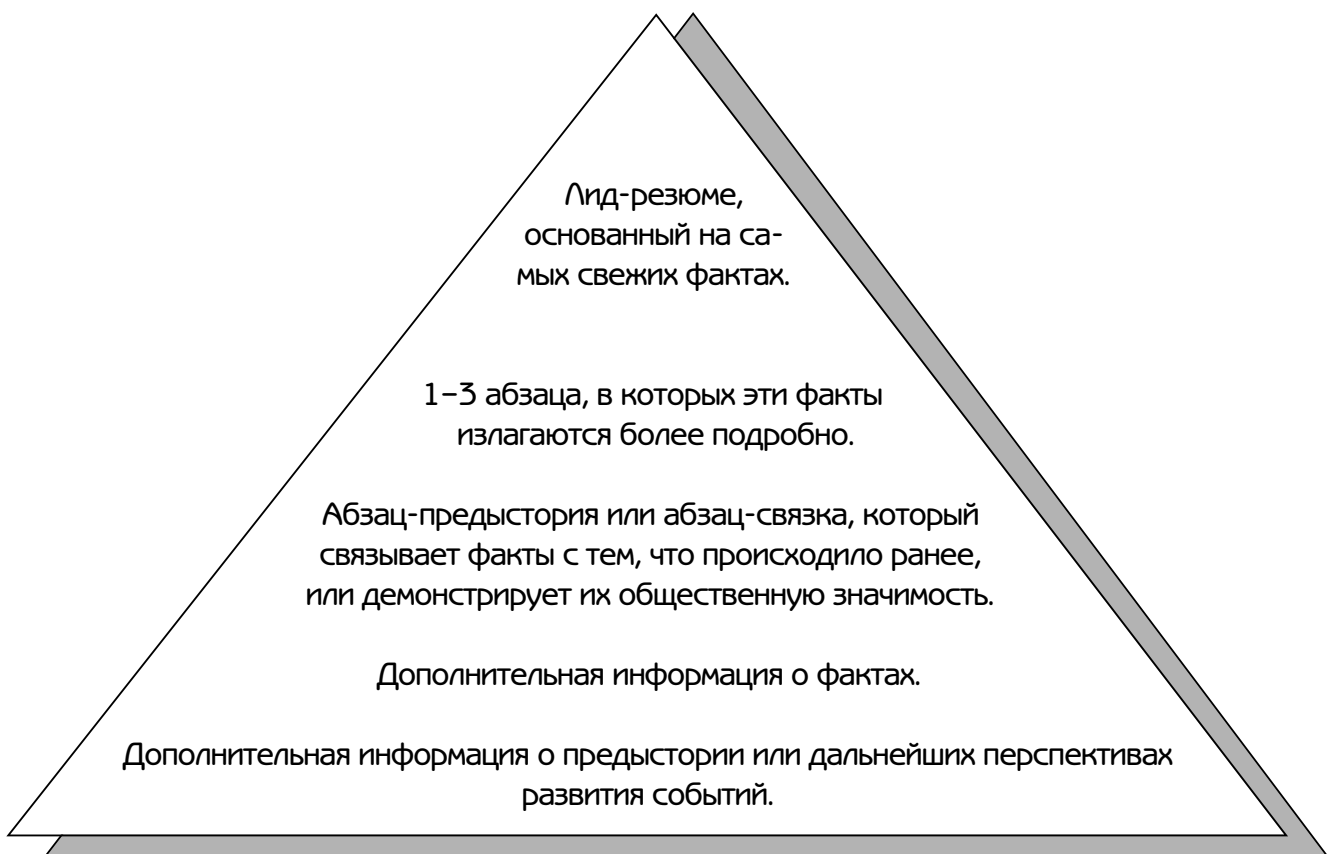 Лид-резюме,
основанный на са-
мых свежих фактах.
1–3 абзаца, в которых эти факты
излагаются более подробно.
Абзац-предыстория или абзац-связка, который
связывает факты с тем, что происходило ранее,
или демонстрирует их общественную значимость.
Дополнительная информация о фактах.
Дополнительная информация о предыстории или дальнейших перспективах
развития событий.